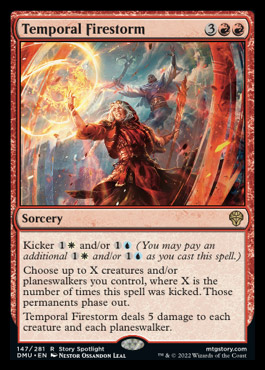 Temporal Firestorm 3
Sorcery
Kicker 1 and/or 1 (You may pay an
additional 1 and/or 1 as you cast this spell.)
Choose up to X creatures and/or
planeswalkers you control, where X is the
number of times this spell was kicked. Those
permanents phase out.
Temporal Firestorm deals 5 damage to
each creature and each planeswalker.
147/281 R Story Spotlight mtgstory.com
DMU • EN Nestor Ossandon Leal ™ & © 2022 Wizards of the Coast